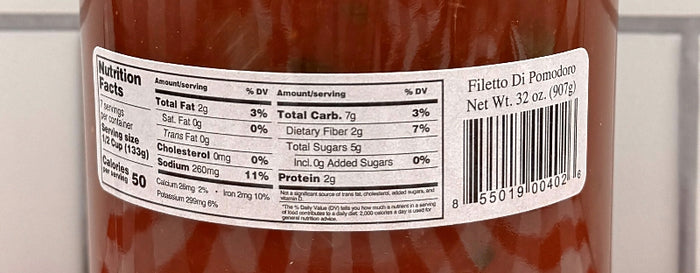 Nutrition
Facts
7 servings
per container
Serving size
1/2 Cup (133g)
Calories
per serving 50
Amount/serving % DV
Total Fat 2g 3%
Sat. Fat 0g 0%
Trans Fat 0g
Cholesterol 0mg 0%
Sodium 260mg 11%
Calcium 26mg 2% • Iron 2mg 10%
Potassium 299mg 6%
Amount/serving % DV
Total Carb. 7g 3%
Dietary Fiber 2g 7%
Total Sugars 5g
Incl. 0g Added Sugars 0%
Protein 2g
Not a significant source of trans fat, cholesterol, added sugars, and
vitamin D.
*The % Daily Value (DV) tells you how much a nutrient in a serving
of food contributes to a daily diet. 2,000 calories a day is used for
general nutrition advice.
Filetto Di Pomodoro
Net Wt. 32 oz. (907g)
8 55019 00402 6